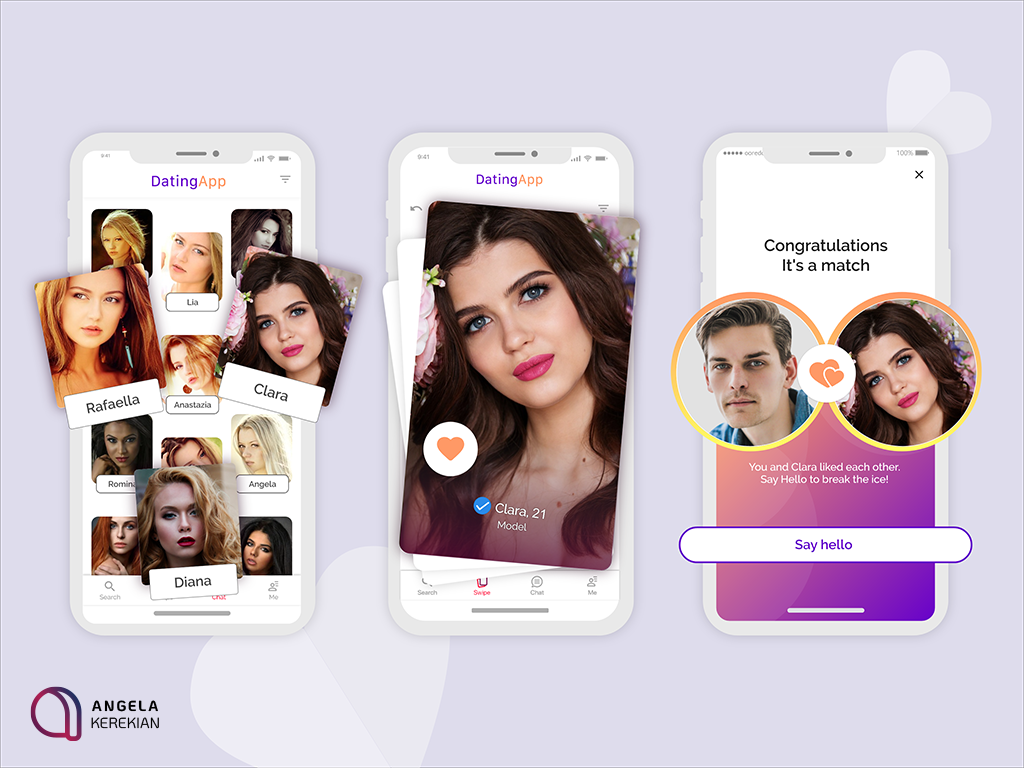 9:41
DatingApp
Lia
Rafaella
Anastazia
Clara
Romina
Angela
Diana
Search
Chat
Me
9:41
DatingApp
Clara, 21
Model
Search
Swipe
Chat
Me
100%
Congratulations
It's a match
You and Clara liked each other.
Say Hello to break the ice!
Say hello
ANGELA
KEREKIAN